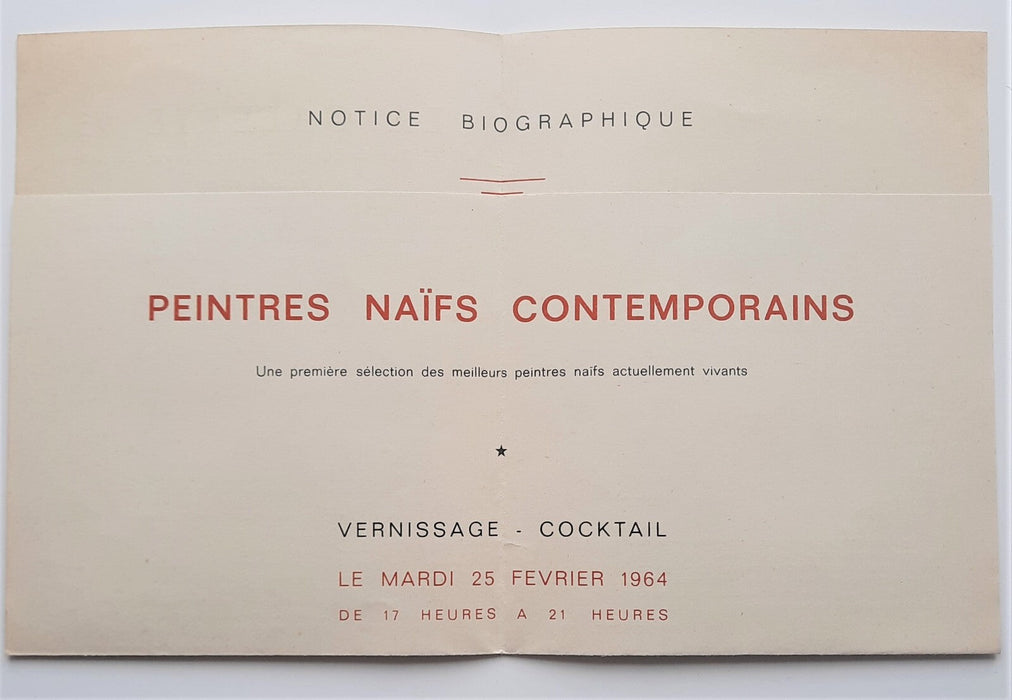 NOTICE BIOGRAPHIQUE
PEINTRES NAÏFS CONTEMPORAINS
Une première sélection des meilleurs peintres naïfs actuellement vivants
★
VERNISSAGE - COCKTAIL
LE MARDI 25 FEVRIER 1964
DE 17 HEURES A 21 HEURES